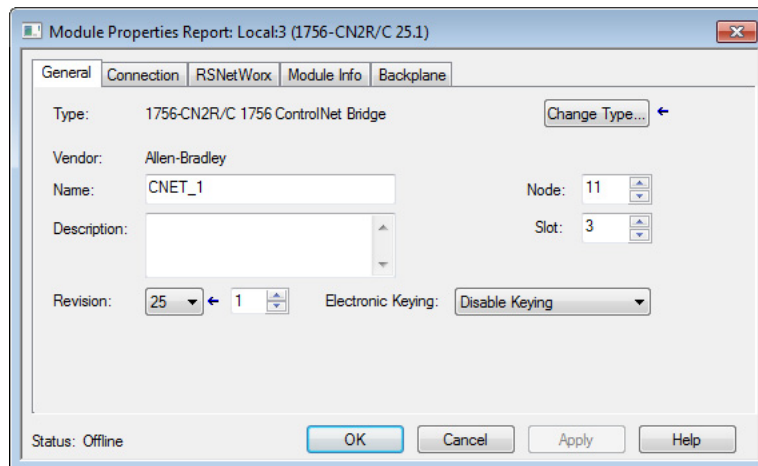 Module Properties Report: Local:3 (1756-CN2R/C 25.1)
General Connection RSNetWorx Module Info Backplane
Type: 1756-CN2R/C 1756 ControlNet Bridge Change Type...
Vendor: Allen-Bradley
Name: CNET_1 Node: 11
Description: Slot: 3
Revision: 25 1 Electronic Keying: Disable Keying
Status: Offline OK Cancel Apply Help